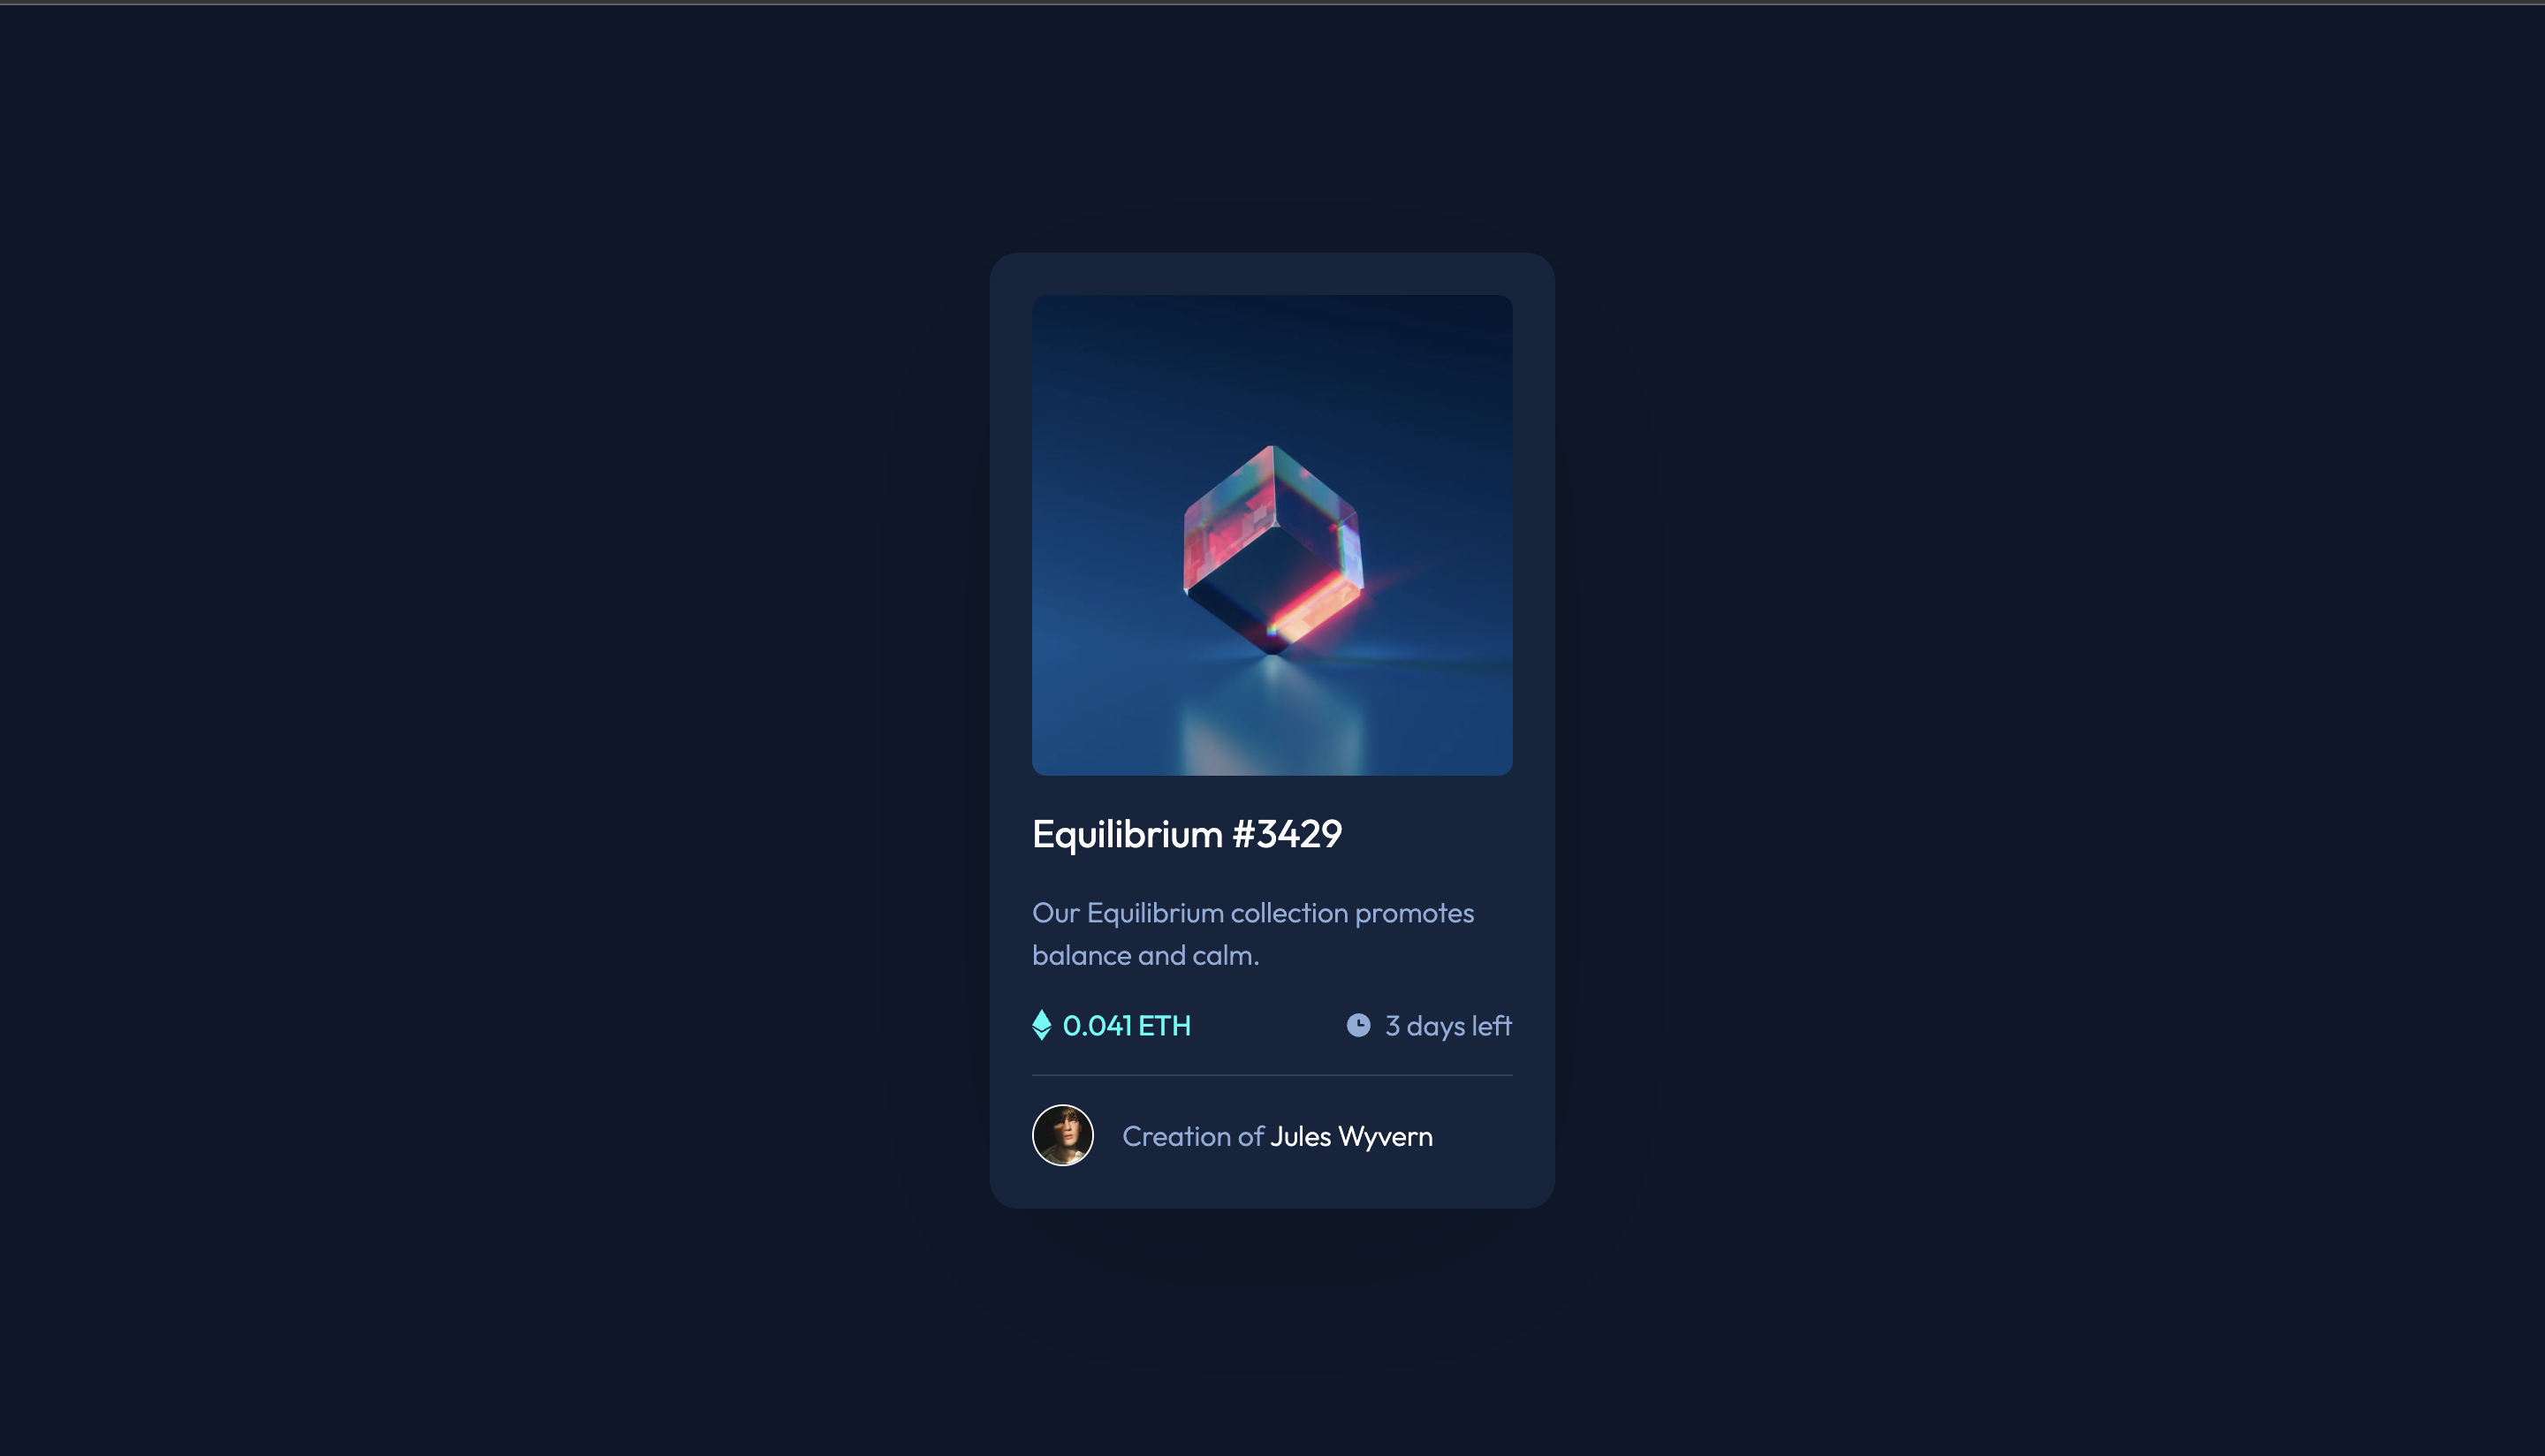 Equilibrium #3429
Our Equilibrium collection promotes
balance and calm.
0.041 ETH
3 days left
Creation of Jules Wyvern